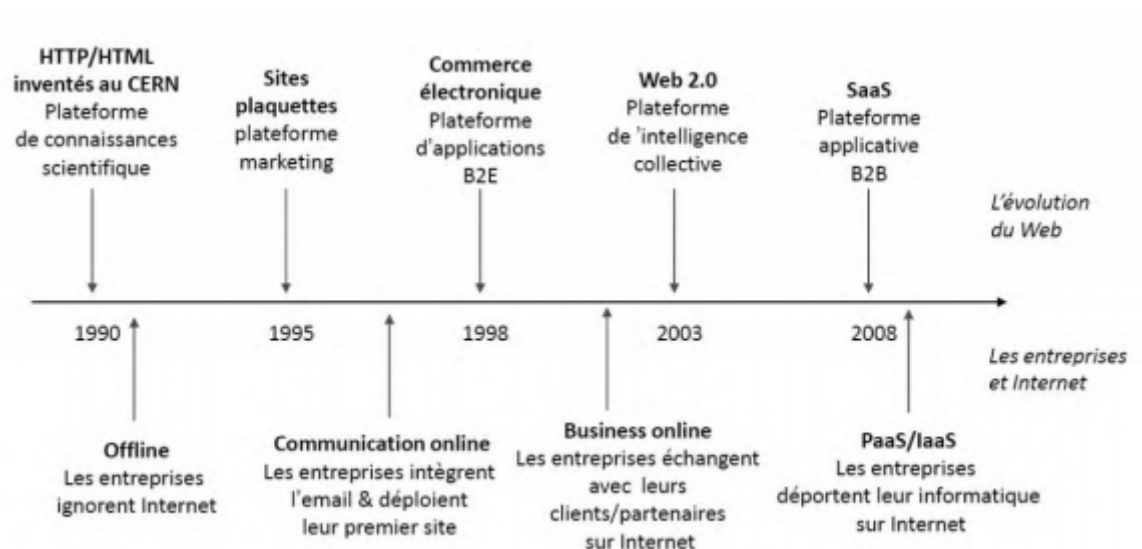 HTTP/HTML
inventés au CERN
Plateforme
de connaissances
scientifique
Sites
plaquettes
plateforme
marketing
Commerce
électronique
Plateforme
d'applications
B2E
Web 2.0
Plateforme
de 'intelligence
collective
SaaS
Plateforme
applicative
B2B
L'évolution
du Web
1990
1995
1998
2003
2008
Les entreprises
et Internet
Offline
Les entreprises
ignorent Internet
Communication online
Les entreprises intègrent
l'email & déploient
leur premier site
Business online
Les entreprises échangent
avec leurs
clients/partenaires
sur Internet
PaaS/IaaS
Les entreprises
déportent leur informatique
sur Internet